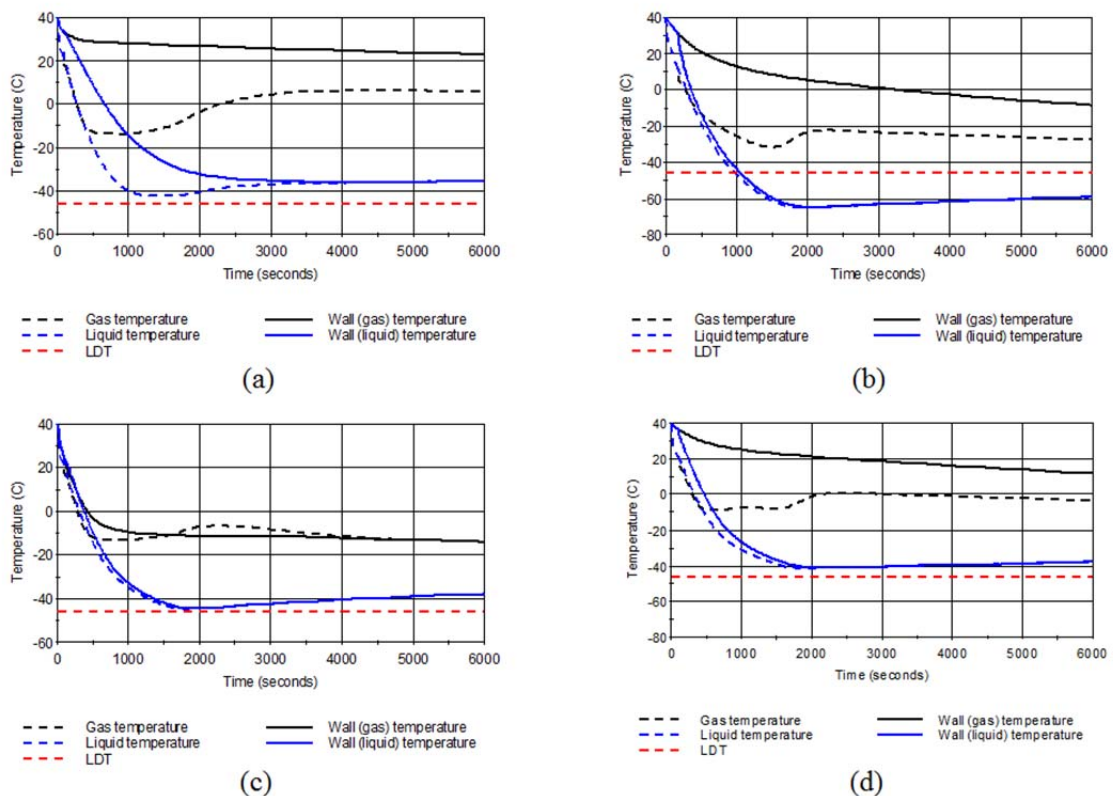 40
20
0
-20
-40
-60
Temperature (C)
0 1000 2000 3000 4000 5000 6000
Time (seconds)
Gas temperature Wall (gas) temperature
Liquid temperature Wall (liquid) temperature
LDT
(a)
40
20
0
-20
-40
-60
-80
Temperature (C)
0 1000 2000 3000 4000 5000 6000
Time (seconds)
Gas temperature Wall (gas) temperature
Liquid temperature Wall (liquid) temperature
LDT
(b)
40
20
0
-20
-40
-60
Temperature (C)
0 1000 2000 3000 4000 5000 6000
Time (seconds)
Gas temperature Wall (gas) temperature
Liquid temperature Wall (liquid) temperature
LDT
(c)
40
20
0
-20
-40
-60
-80
Temperature (C)
0 1000 2000 3000 4000 5000 6000
Time (seconds)
Gas temperature Wall (gas) temperature
Liquid temperature Wall (liquid) temperature
LDT
(d)